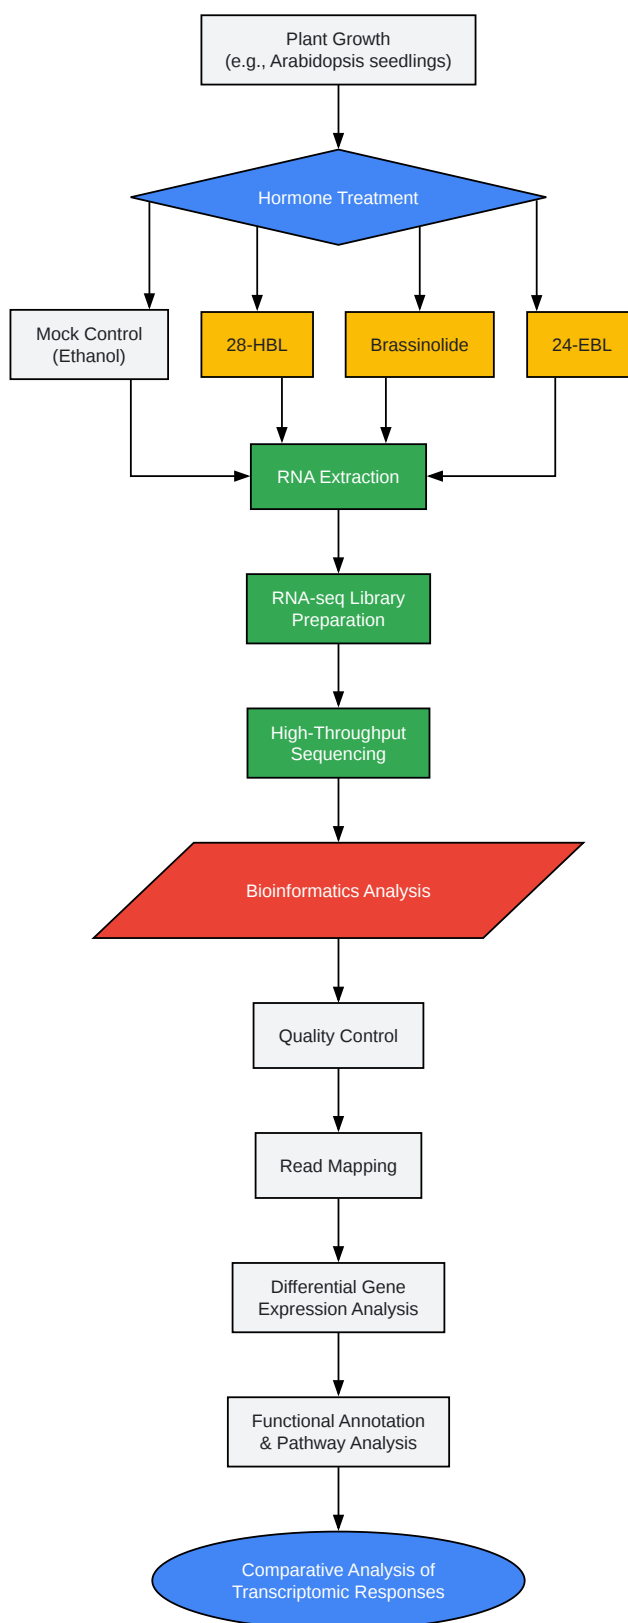 Plant Growth
(e.g., Arabidopsis seedlings)
Hormone Treatment
Mock Control
(Ethanol)
28-HBL
Brassinolide
24-EBL
RNA Extraction
RNA-seq Library
Preparation
High-Throughput
Sequencing
Bioinformatics Analysis
Quality Control
Read Mapping
Differential Gene
Expression Analysis
Functional Annotation
& Pathway Analysis
Comparative Analysis of
Transcriptomic Responses